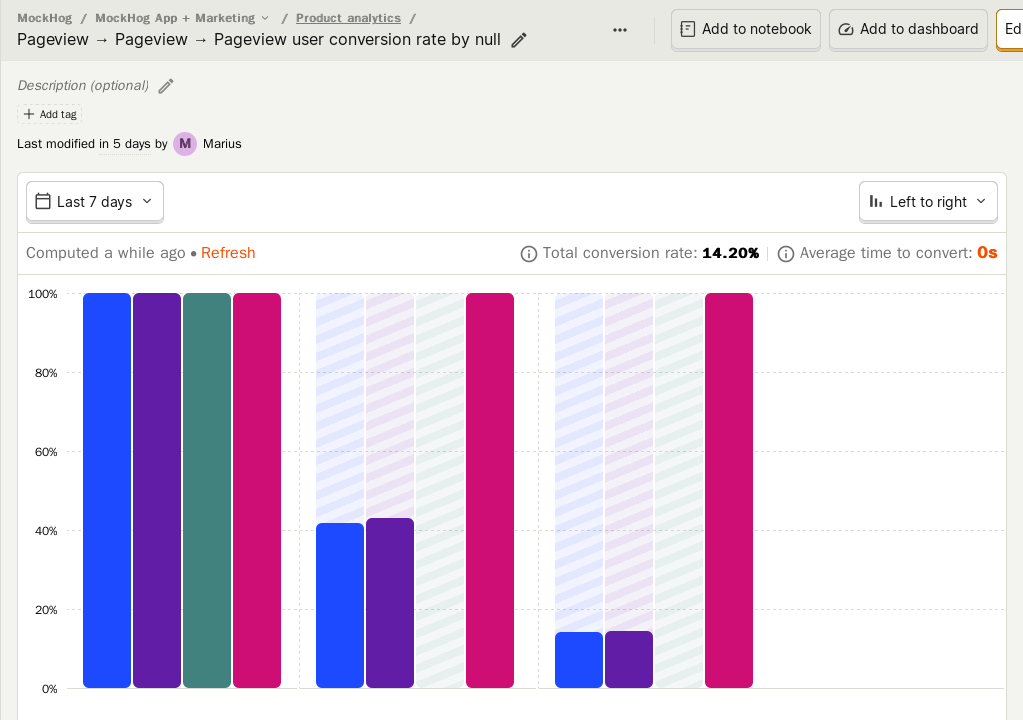 MockHog / MockHog App + Marketing / Product analytics /
Pageview → Pageview → Pageview user conversion rate by null
Add to notebook
Add to dashboard
Ed
Description (optional)
Add tag
Last modified in 5 days by M Marius
Last 7 days
Left to right
Computed a while ago • Refresh
Total conversion rate: 14.20%
Average time to convert: 0s
100%
80%
60%
40%
20%
0%